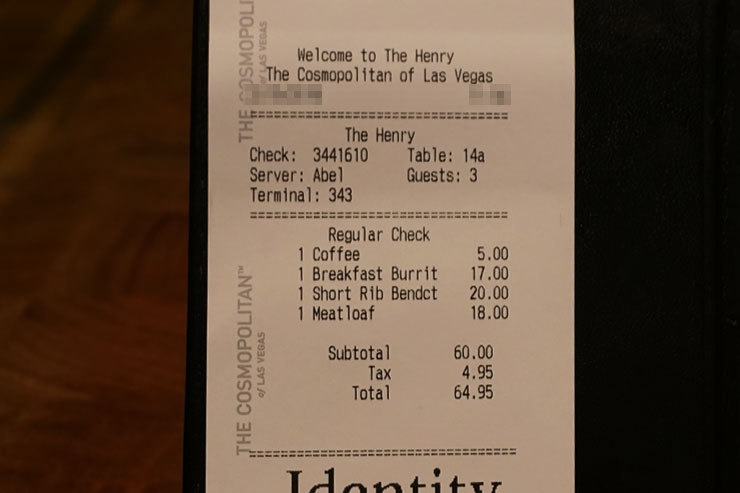 Welcome to The Henry
The Cosmopolitan of Las Vegas
==========================================
The Henry
Check: 3441610 Table: 14a
Server: Abel Guests: 3
Terminal: 343
==========================================
Regular Check
1 Coffee 5.00
1 Breakfast Burrit 17.00
1 Short Rib Bendct 20.00
1 Meatloaf 18.00
Subtotal 60.00
Tax 4.95
Total 64.95
==========================================
Identity
THE COSMOPOLI
of LAS VEGAS
THE COSMOPOLITAN™
of LAS VEGAS